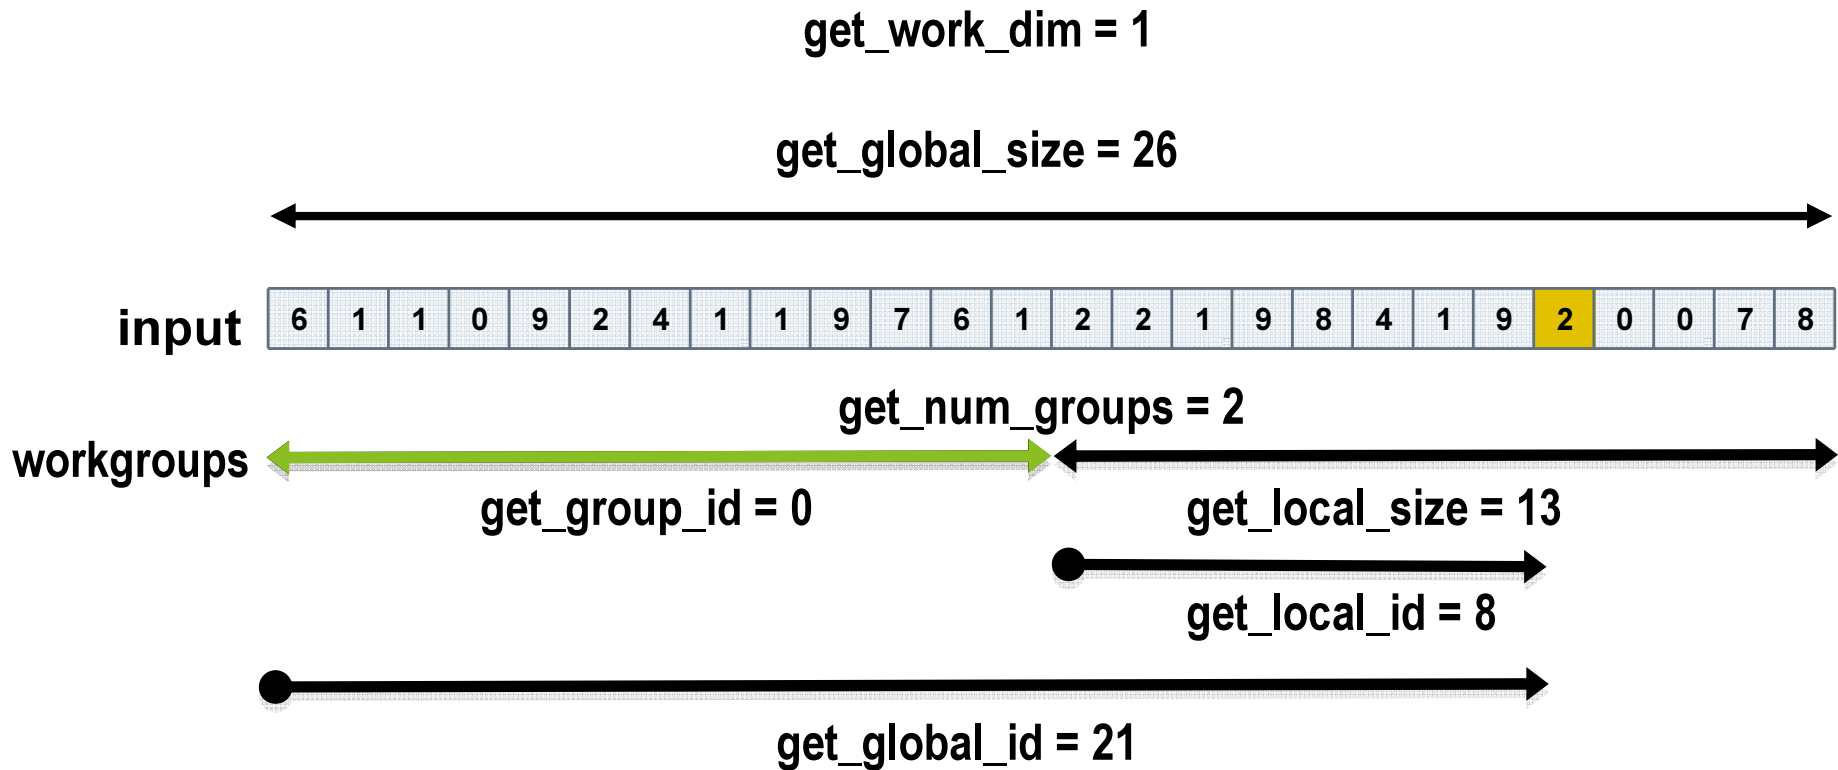 get_work_dim = 1
get_global_size = 26
input 6 1 1 0 9 2 4 1 1 9 7 6 1 2 2 1 9 8 4 1 9 2 0 0 7 8
get_num_groups = 2
workgroups
get_group_id = 0 get_local_size = 13
get_local_id = 8
get_global_id = 21